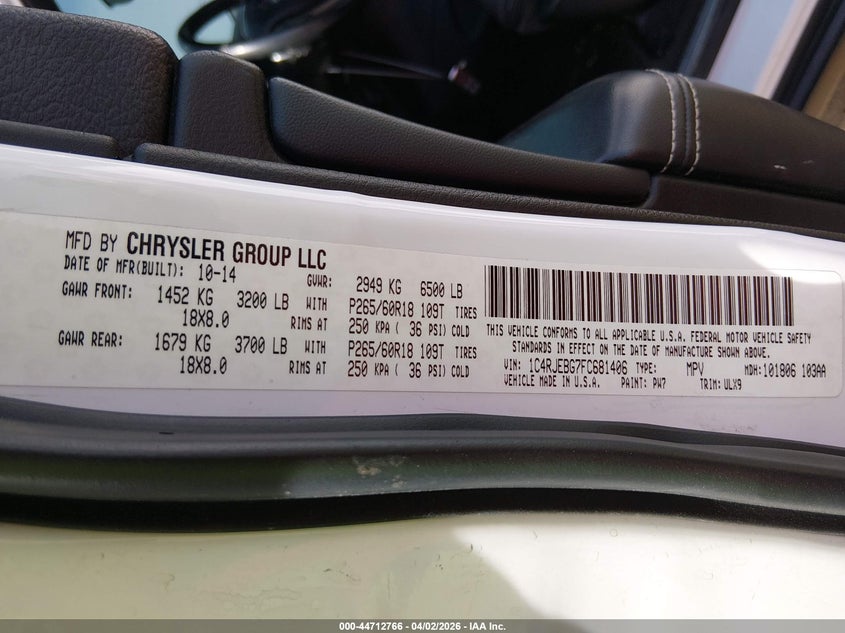 MFD BY CHRYSLER GROUP LLC
DATE OF MFR(BUILT): 10-14 GVWR: 2949 KG 6500 LB
GAWR FRONT: 1452 KG 3200 LB WITH P265/60R18 109T TIRES
18X8.0 RIMS AT 250 KPA ( 36 PSI) COLD
GAWR REAR: 1679 KG 3700 LB WITH P265/60R18 109T TIRES
18X8.0 RIMS AT 250 KPA ( 36 PSI) COLD
THIS VEHICLE CONFORMS TO ALL APPLICABLE U.S.A. FEDERAL MOTOR VEHICLE SAFETY
STANDARDS IN EFFECT ON THE DATE OF MANUFACTURE SHOWN ABOVE.
VIN: 1C4RJEBG7FC681406 TYPE: MPV MDH:101806 103AA
VEHICLE MADE IN U.S.A. PAINT: PW7 TRIM: ULX9
000-44712766 - 04/02/2026 - IAA Inc.